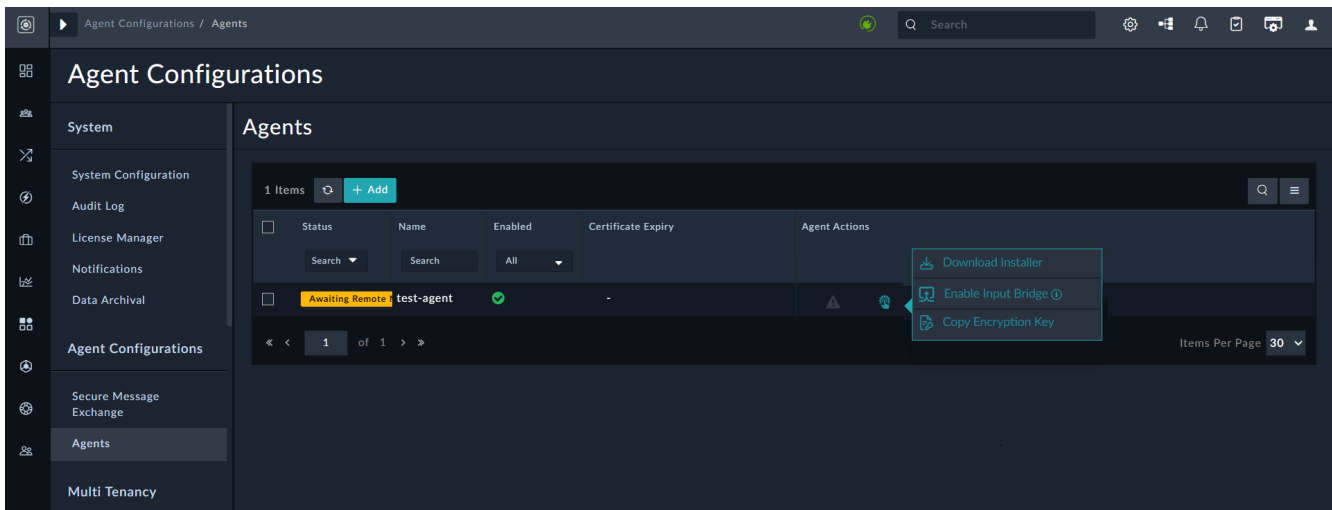 Agent Configurations / Agents
Search
Agent Configurations
System
System Configuration
Audit Log
License Manager
Notifications
Data Archival
Agent Configurations
Secure Message
Exchange
Agents
Multi Tenancy
Agents
1 Items + Add
Status Name Enabled Certificate Expiry Agent Actions
Search Search All
Awaiting Remote test-agent -
Download Installer
Enable Input Bridge
Copy Encryption Key
« < 1 of 1 > »
Items Per Page 30